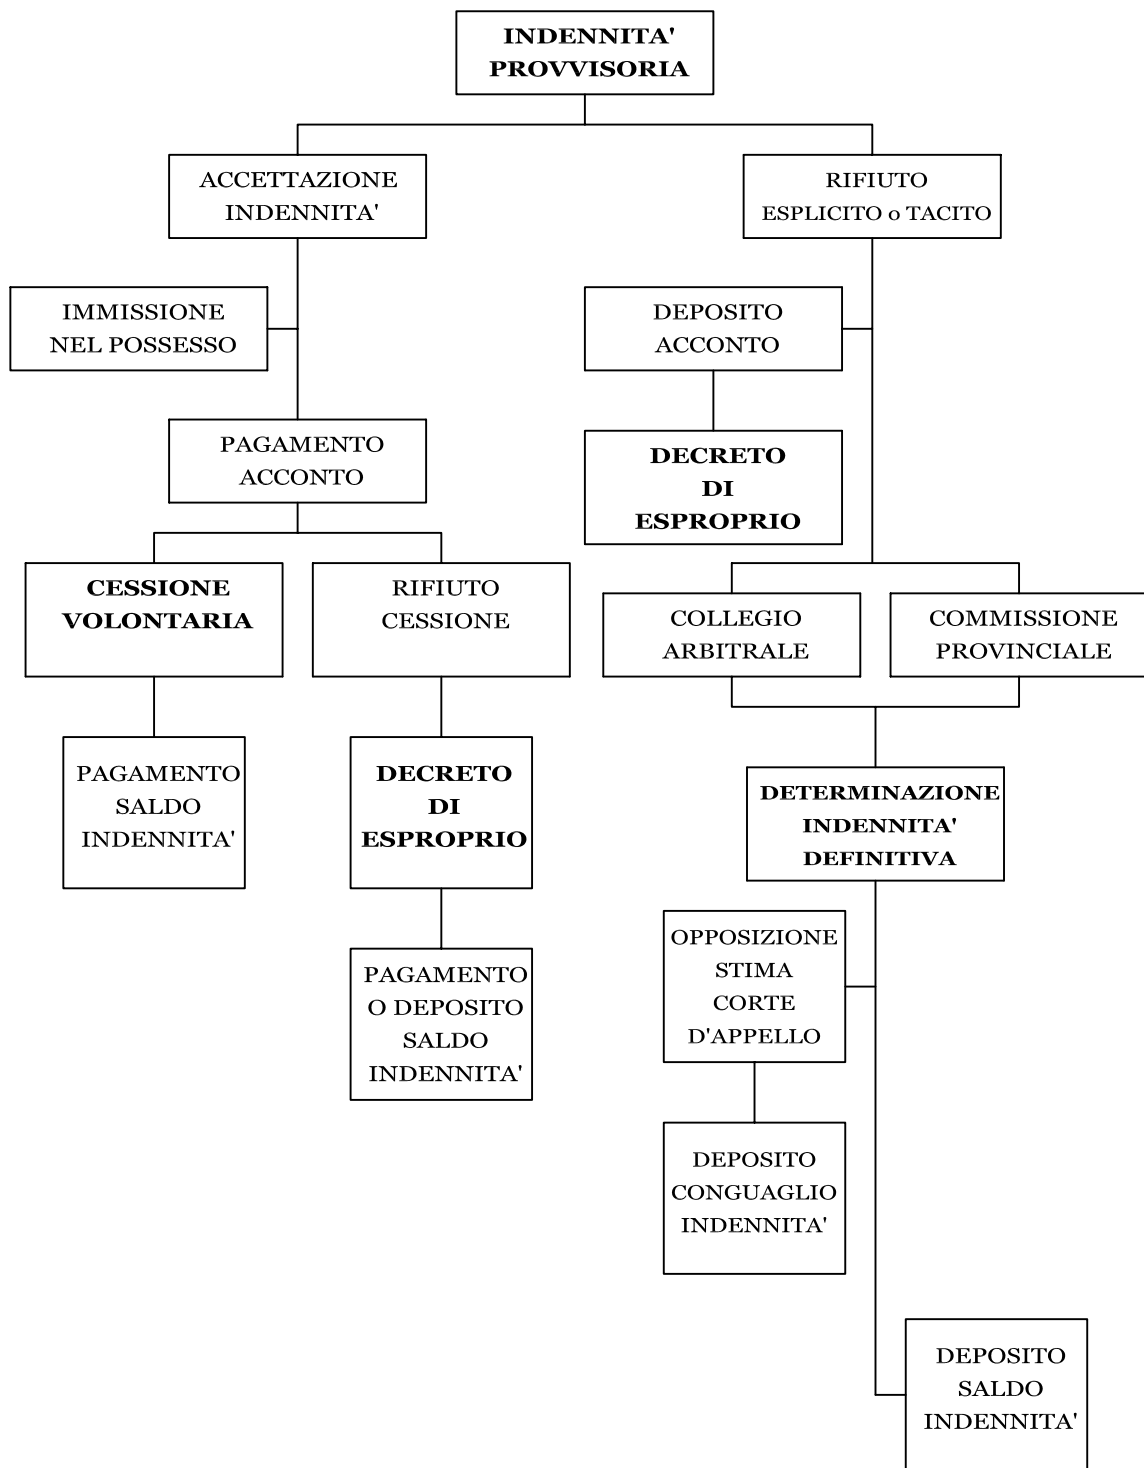 INDENNITA'
PROVVISORIA
ACCETTAZIONE
INDENNITA'
RIFIUTO
ESPLICITO o TACITO
IMMISSIONE
NEL POSSESSO
DEPOSITO
ACCONTO
PAGAMENTO
ACCONTO
DECRETO
DI
ESPROPRIO
CESSIONE
VOLONTARIA
RIFIUTO
CESSIONE
COLLEGIO
ARBITRALE
COMMISSIONE
PROVINCIALE
PAGAMENTO
SALDO
INDENNITA'
DECRETO
DI
ESPROPRIO
DETERMINAZIONE
INDENNITA'
DEFINITIVA
PAGAMENTO
O DEPOSITO
SALDO
INDENNITA'
OPPOSIZIONE
STIMA
CORTE
D'APPELLO
DEPOSITO
CONGUAGLIO
INDENNITA'
DEPOSITO
SALDO
INDENNITA'